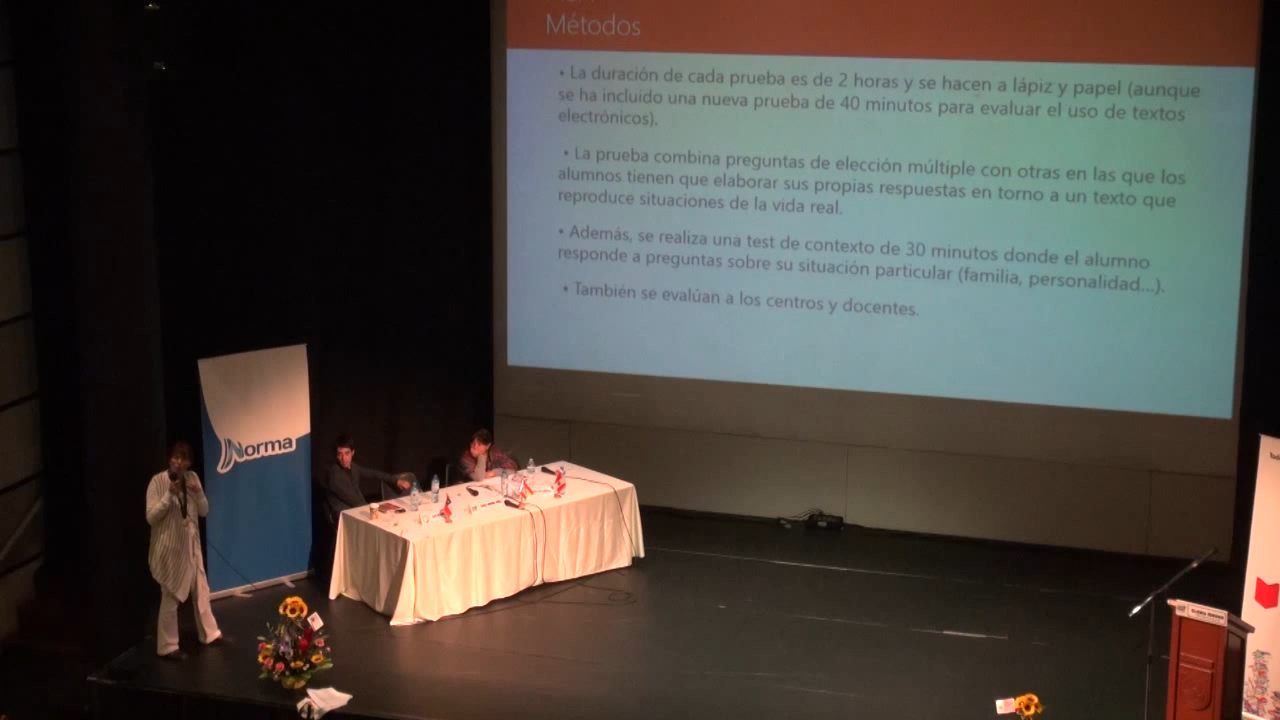 Métodos
• La duración de cada prueba es de 2 horas y se hacen a lápiz y papel (aunque
se ha incluido una nueva prueba de 40 minutos para evaluar el uso de textos
electrónicos).
• La prueba combina preguntas de elección múltiple con otras en las que los
alumnos tienen que elaborar sus propias respuestas en torno a un texto que
reproduce situaciones de la vida real.
• Además, se realiza una test de contexto de 30 minutos donde el alumno
responde a preguntas sobre su situación particular (familia, personalidad...).
• También se evalúan a los centros y docentes.
Norma